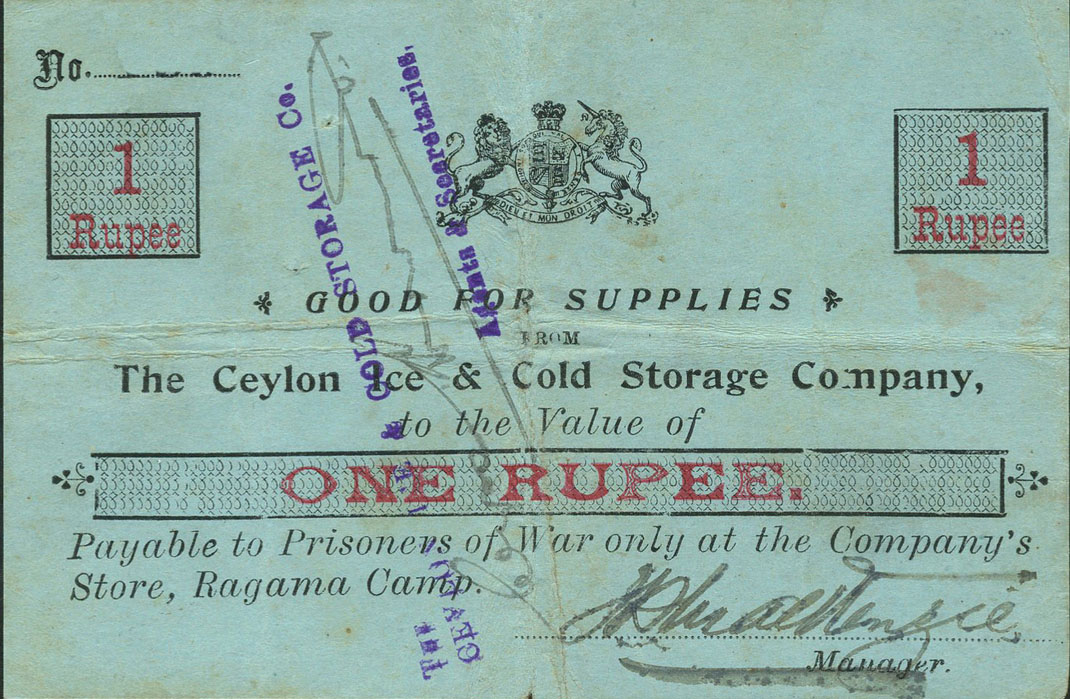 No.
1
Rupee
1
Rupee
DIEU ET MON DROIT
GOOD FOR SUPPLIES
FROM
The Ceylon Ice & Cold Storage Company,
to the Value of
ONE RUPEE.
Payable to Prisoners of War only at the Company's
Store, Ragama Camp.
Manager.
THE
CEYLON ICE & COLD STORAGE Co.
Agents & Secretaries.